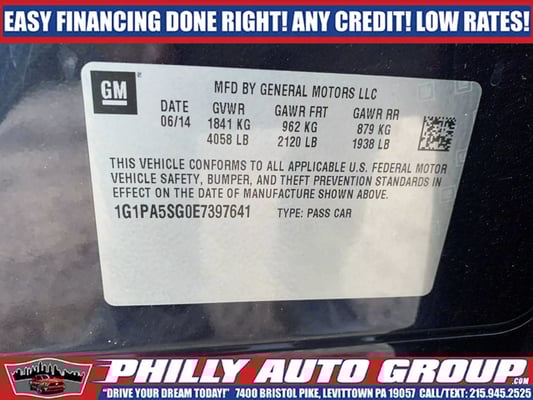 EASY FINANCING DONE RIGHT! ANY CREDIT! LOW RATES!
GM
MFD BY GENERAL MOTORS LLC
DATE GVWR GAWR FRT GAWR RR
06/14 1841 KG 962 KG 879 KG
4058 LB 2120 LB 1938 LB
THIS VEHICLE CONFORMS TO ALL APPLICABLE U.S. FEDERAL MOTOR
VEHICLE SAFETY, BUMPER, AND THEFT PREVENTION STANDARDS IN
EFFECT ON THE DATE OF MANUFACTURE SHOWN ABOVE.
1G1PA5SG0E7397641 TYPE: PASS CAR
PHILLY AUTO GROUP.COM
"DRIVE YOUR DREAM TODAY!" 7400 BRISTOL PIKE, LEVITTOWN PA 19057 CALL/TEXT: 215.945.2525